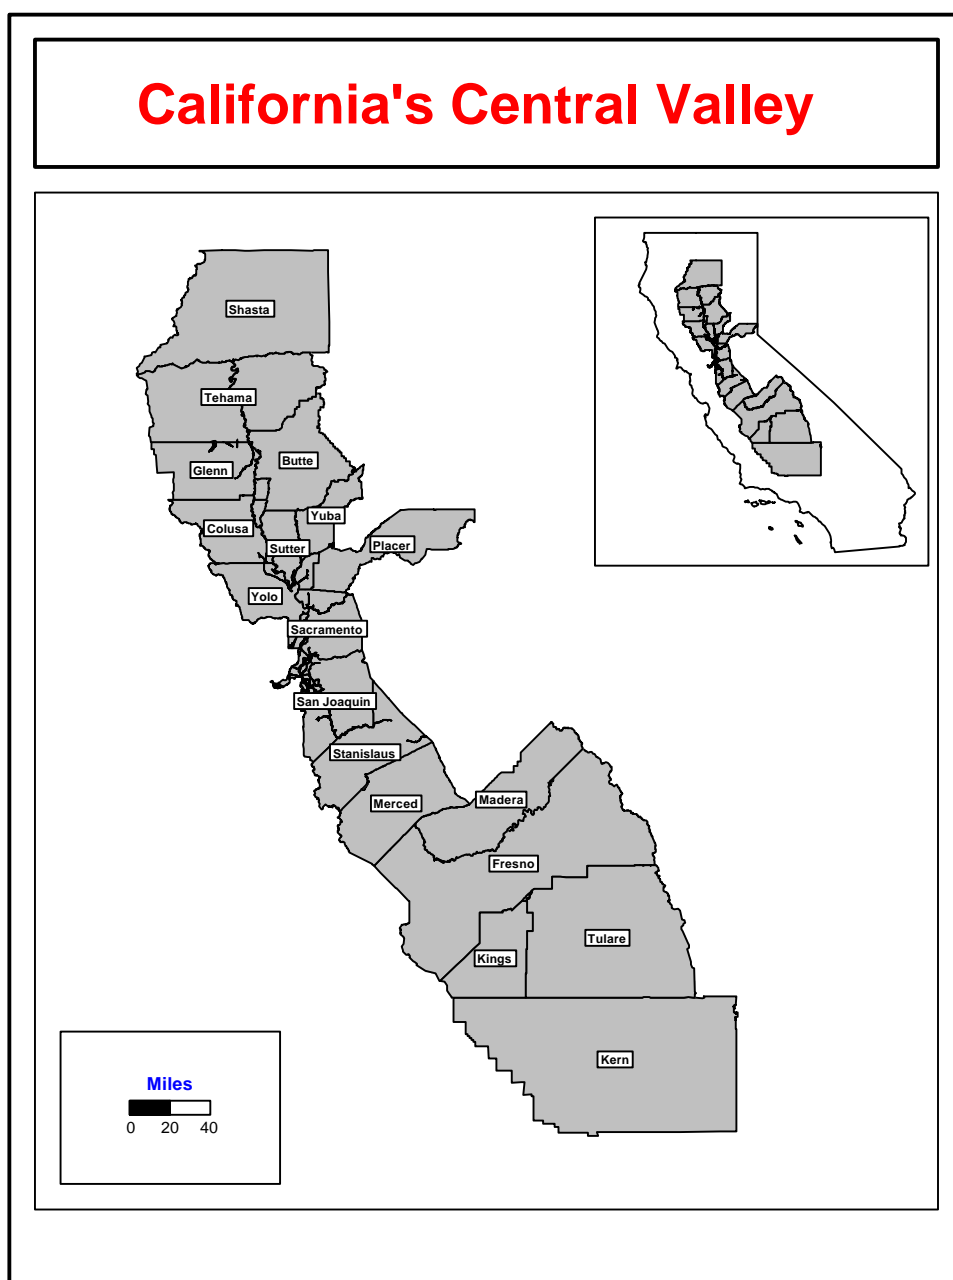 California's Central Valley
Shasta
Tehama
Butte
Glenn
Yuba
Colusa
Sutter
Placer
Yolo
Sacramento
San Joaquin
Stanislaus
Merced
Madera
Fresno
Tulare
Kings
Kern
Miles
0 20 40